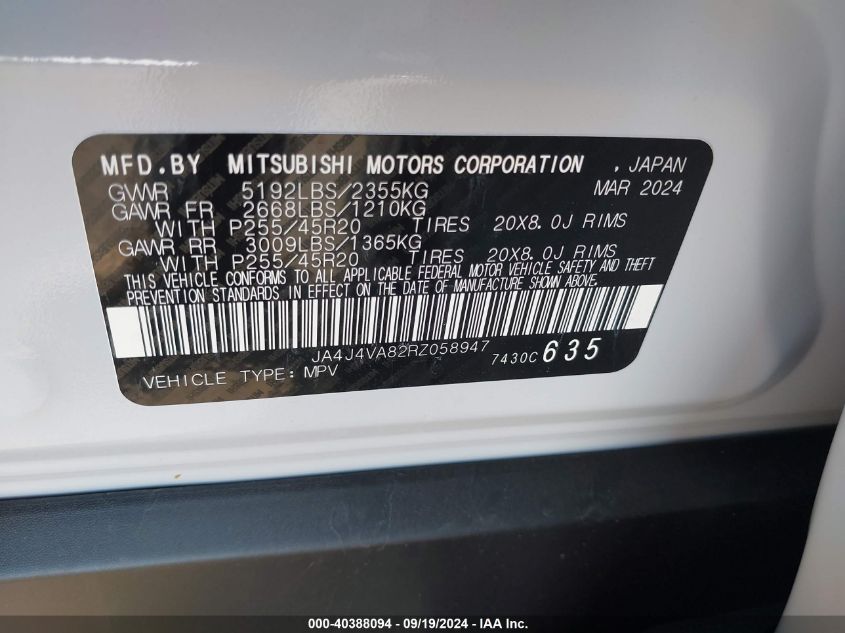 MFD.BY MITSUBISHI MOTORS CORPORATION , JAPAN
GVWR 5192LBS/2355KG MAR 2024
GAWR FR 2668LBS/1210KG
WITH P255/45R20 TIRES 20X8.0J RIMS
GAWR RR 3009LBS/1365KG
WITH P255/45R20 TIRES 20X8.0J RIMS
THIS VEHICLE CONFORMS TO ALL APPLICABLE FEDERAL MOTOR VEHICLE SAFETY AND THEFT
PREVENTION STANDARDS IN EFFECT ON THE DATE OF MANUFACTURE SHOWN ABOVE.
JA4J4VA82RZ058947 7430C 635
VEHICLE TYPE: MPV
000-40388094 - 09/19/2024 - IAA Inc.